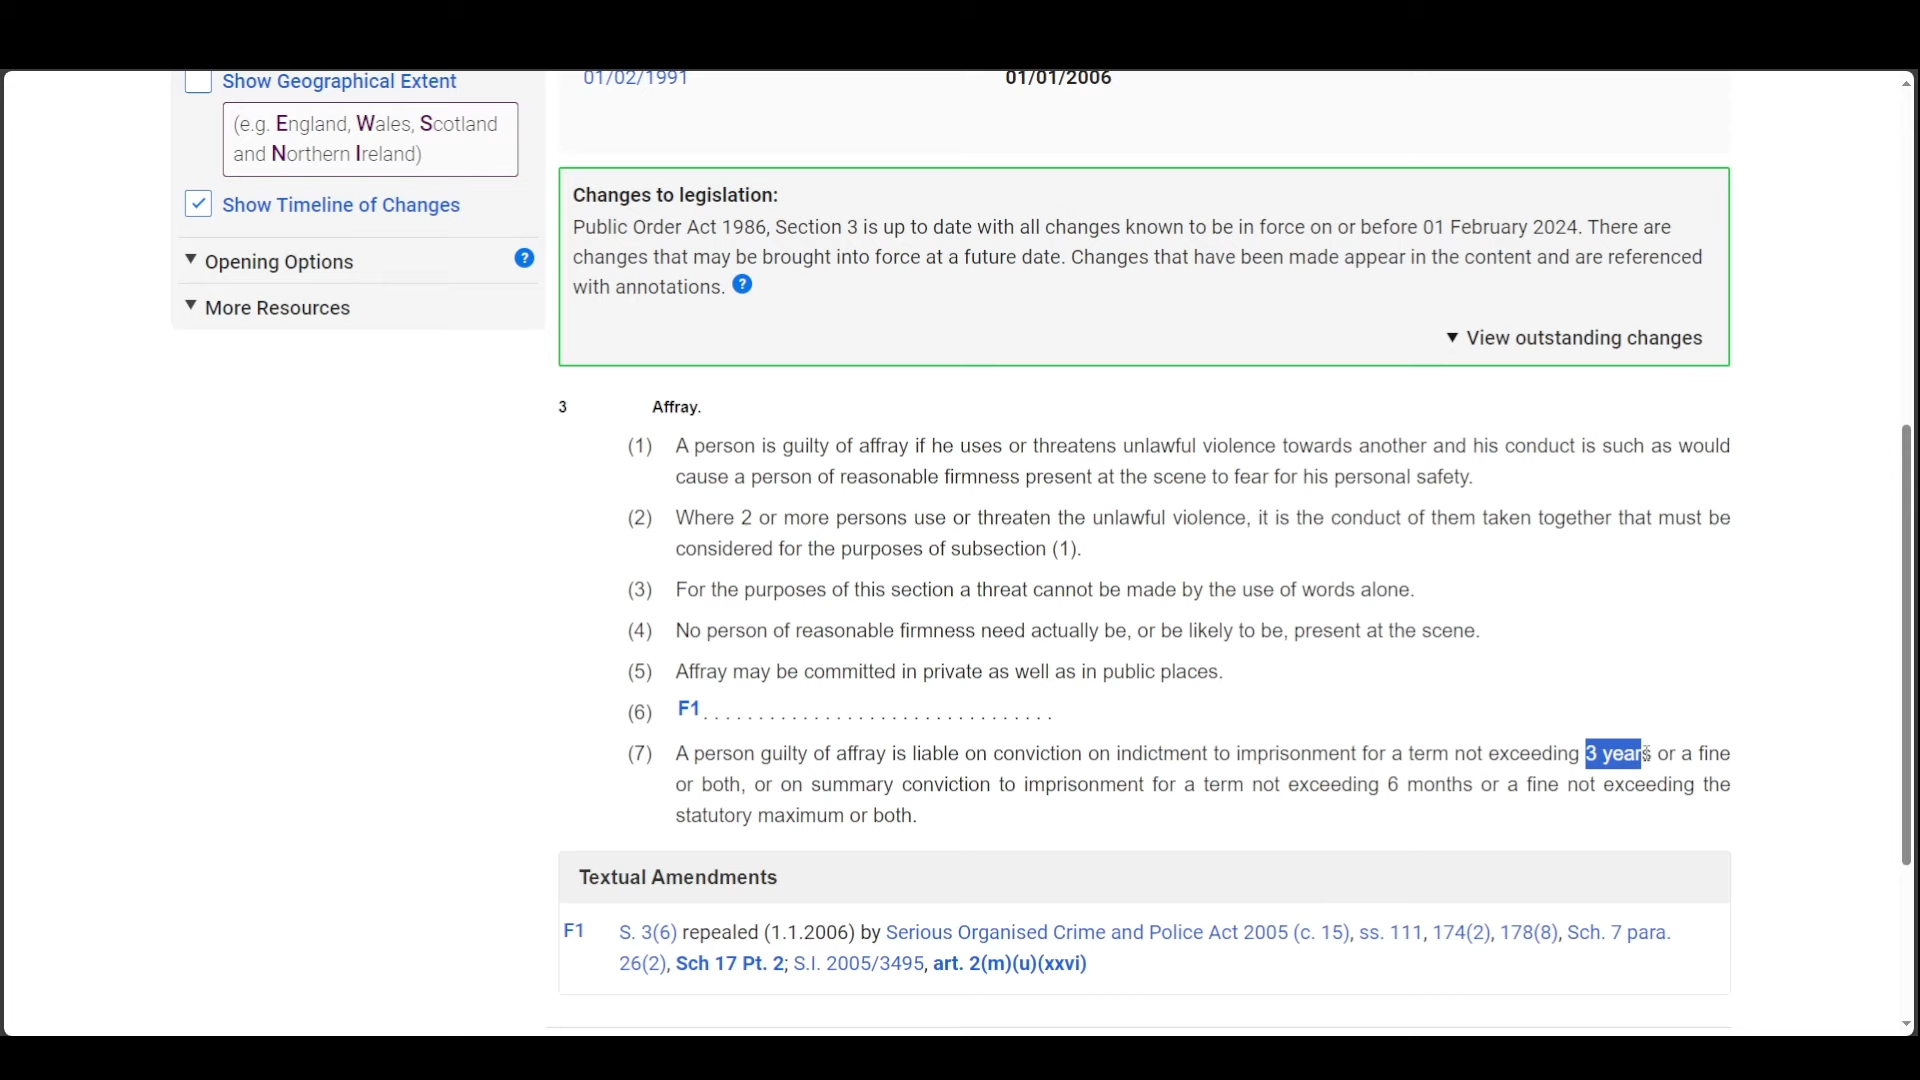 Show Geographical Extent
(e.g. England, Wales, Scotland
and Northern Ireland)
Show Timeline of Changes
Opening Options
?
More Resources
01/02/1991
01/01/2006
Changes to legislation:
Public Order Act 1986, Section 3 is up to date with all changes known to be in force on or before 01 February 2024. There are
changes that may be brought into force at a future date. Changes that have been made appear in the content and are referenced
with annotations. ?
View outstanding changes
3 Affray.
(1) A person is guilty of affray if he uses or threatens unlawful violence towards another and his conduct is such as would
cause a person of reasonable firmness present at the scene to fear for his personal safety.
(2) Where 2 or more persons use or threaten the unlawful violence, it is the conduct of them taken together that must be
considered for the purposes of subsection (1).
(3) For the purposes of this section a threat cannot be made by the use of words alone.
(4) No person of reasonable firmness need actually be, or be likely to be, present at the scene.
(5) Affray may be committed in private as well as in public places.
(6) F1. . . . . . . . . . . . . . . . . . . . . . . . . . . . . . . .
(7) A person guilty of affray is liable on conviction on indictment to imprisonment for a term not exceeding 3 years or a fine
or both, or on summary conviction to imprisonment for a term not exceeding 6 months or a fine not exceeding the
statutory maximum or both.
Textual Amendments
F1 S. 3(6) repealed (1.1.2006) by Serious Organised Crime and Police Act 2005 (c. 15), ss. 111, 174(2), 178(8), Sch. 7 para.
26(2), Sch 17 Pt. 2; S.I. 2005/3495, art. 2(m)(u)(xxvi)